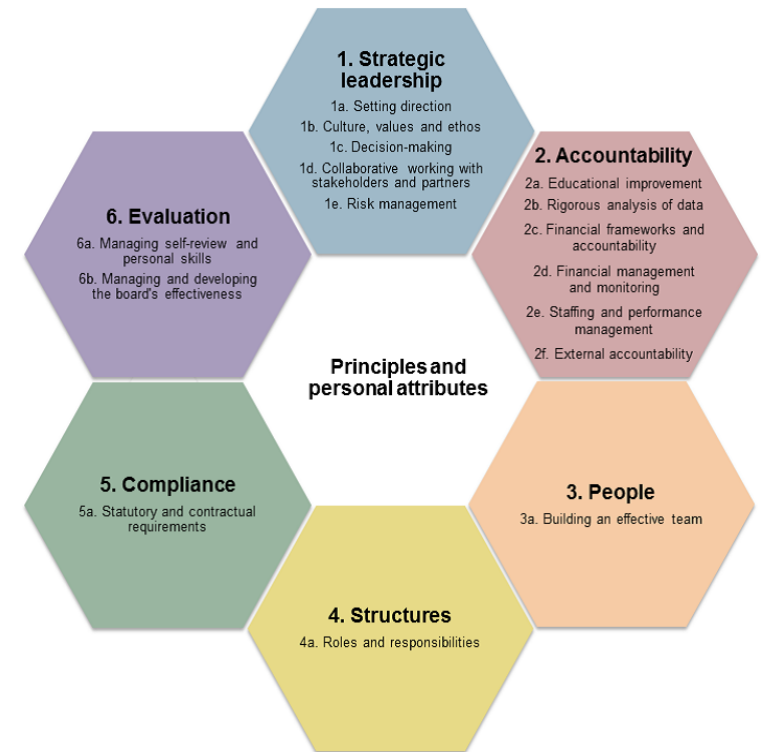 1. Strategic
leadership
1a. Setting direction
1b. Culture, values and ethos
1c. Decision-making
1d. Collaborative working with
stakeholders and partners
1e. Risk management
2. Accountability
2a. Educational improvement
2b. Rigorous analysis of data
2c. Financial frameworks and
accountability
2d. Financial management
and monitoring
2e. Staffing and performance
management
2f. External accountability
3. People
3a. Building an effective team
4. Structures
4a. Roles and responsibilities
5. Compliance
5a. Statutory and contractual
requirements
6. Evaluation
6a. Managing self-review and
personal skills
6b. Managing and developing
the board's effectiveness
Principles and
personal attributes